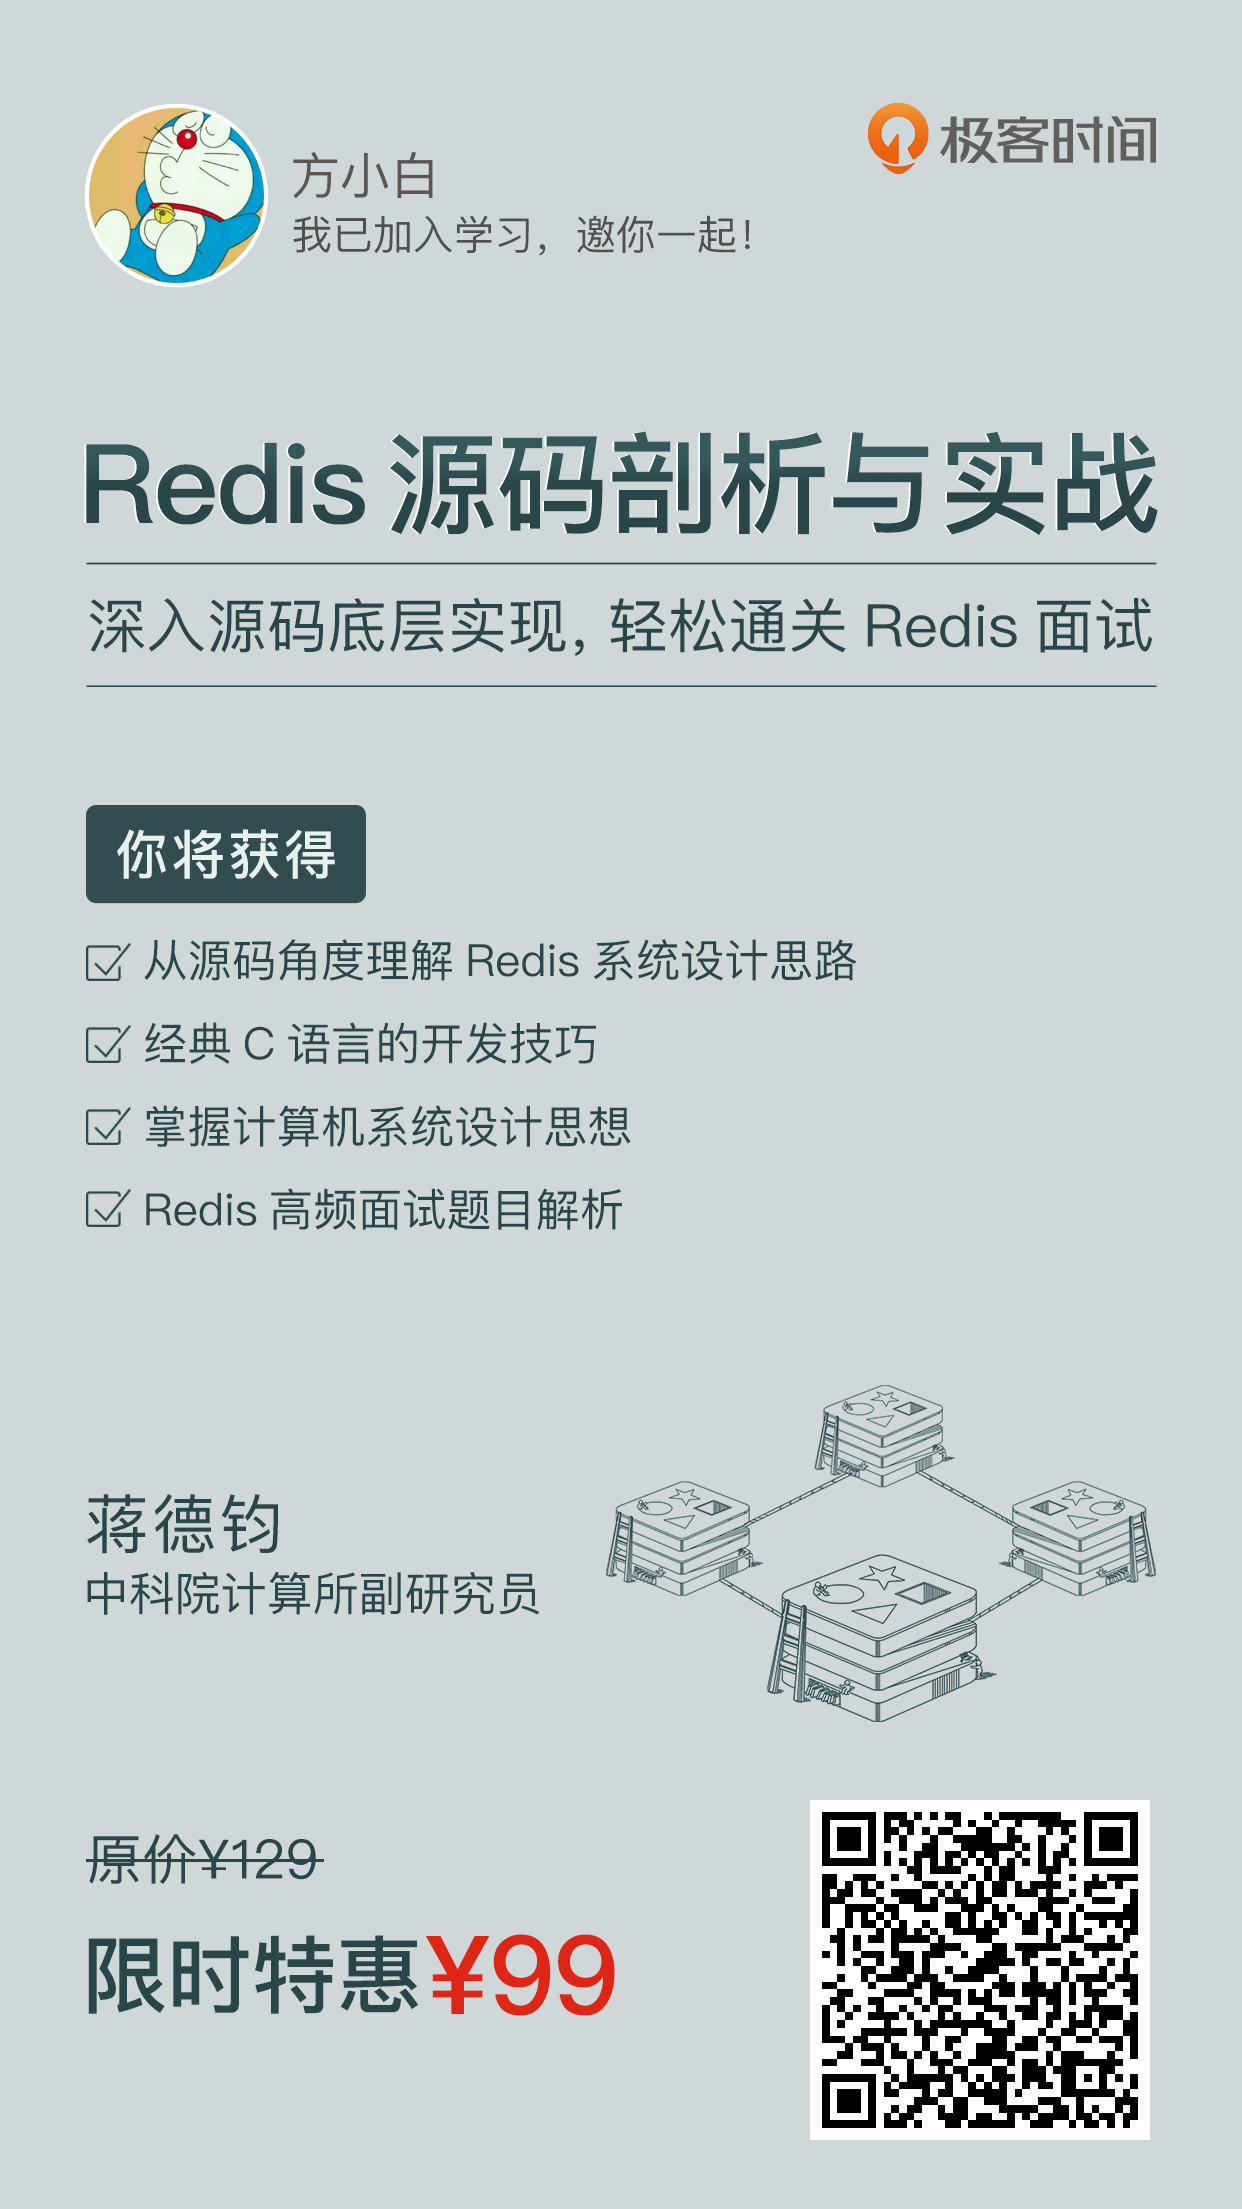 极客时间
方小白
我已加入学习，邀你一起！
Redis 源码剖析与实战
深入源码底层实现，轻松通关 Redis 面试
你将获得
从源码角度理解 Redis 系统设计思路
经典 C 语言的开发技巧
掌握计算机系统设计思想
Redis 高频面试题目解析
蒋德钧
中科院计算所副研究员
原价¥129
限时特惠¥99